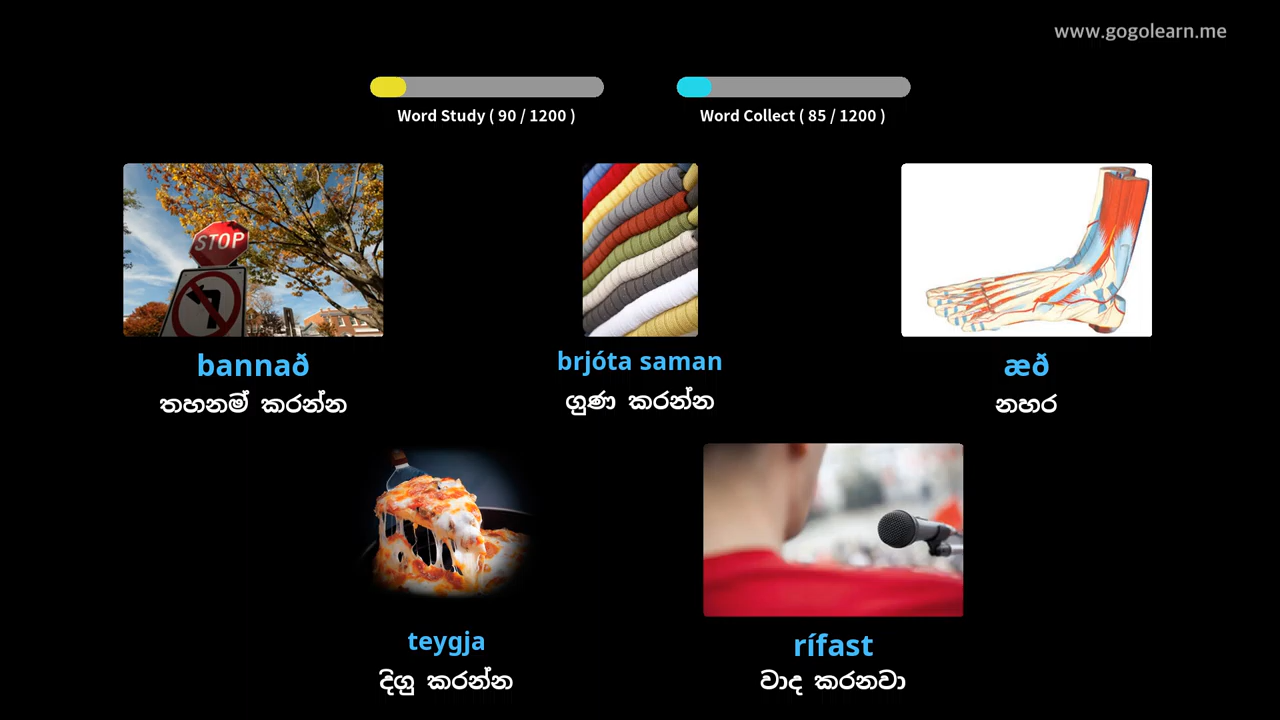 www.gogolearn.me
Word Study ( 90 / 1200 )
Word Collect ( 85 / 1200 )
STOP
bannað
තහනම් කරන්න
brjóta saman
ගුණ කරන්න
æð
නහර
teygja
දිගු කරන්න
rífast
වාද කරනවා